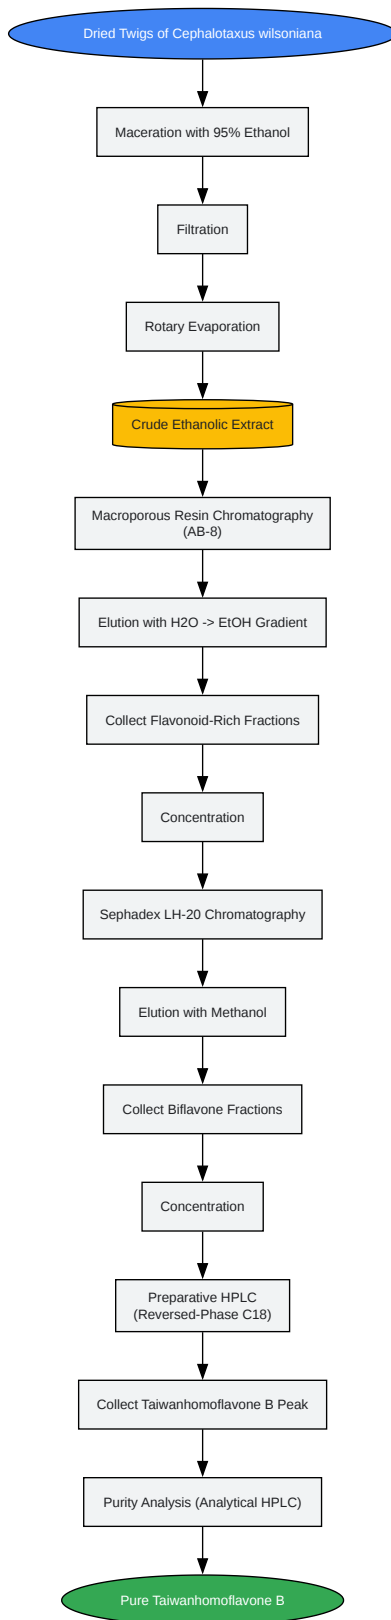 Dried Twigs of Cephalotaxus wilsoniana
Maceration with 95% Ethanol
Filtration
Rotary Evaporation
Crude Ethanolic Extract
Macroporous Resin Chromatography
(AB-8)
Elution with H2O -> EtOH Gradient
Collect Flavonoid-Rich Fractions
Concentration
Sephadex LH-20 Chromatography
Elution with Methanol
Collect Biflavone Fractions
Concentration
Preparative HPLC
(Reversed-Phase C18)
Collect Taiwanhomoflavone B Peak
Purity Analysis (Analytical HPLC)
Pure Taiwanhomoflavone B